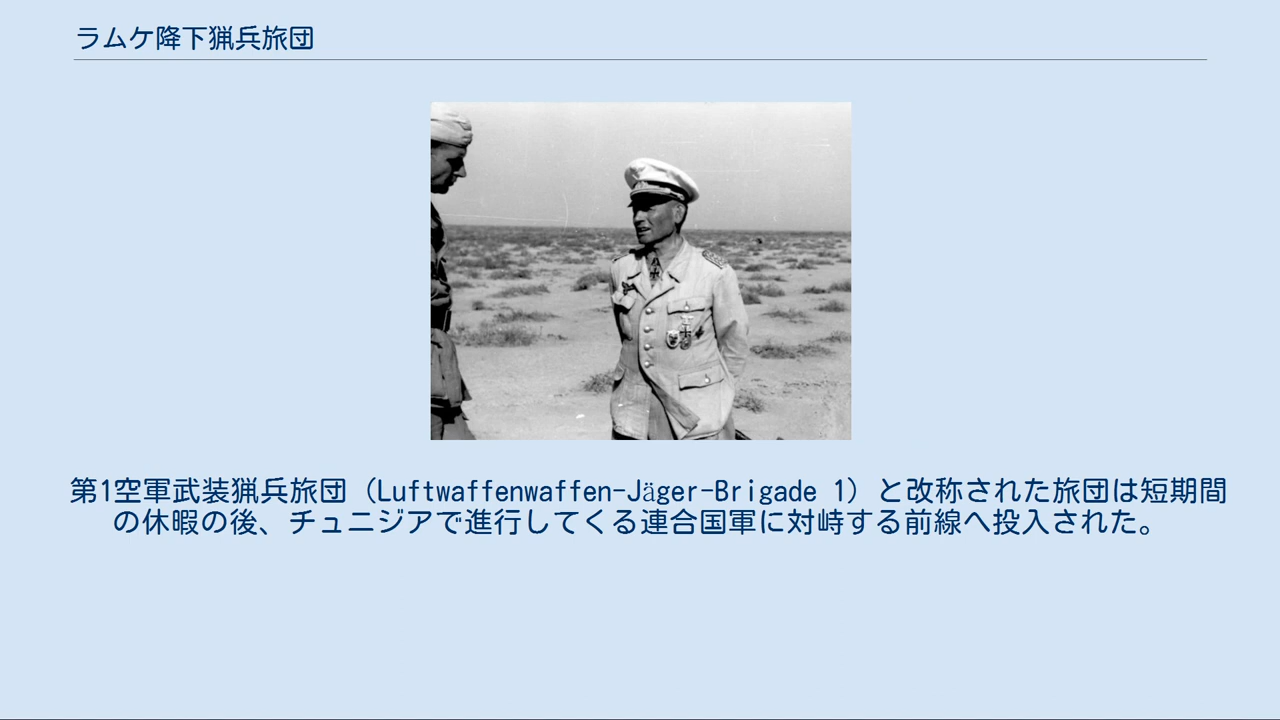 ラムケ降下猟兵旅団
第1空軍武装猟兵旅団（Luftwaffenwaffen-Jäger-Brigade 1）と改称された旅団は短期間
の休暇の後、チュニジアで進行してくる連合国軍に対峙する前線へ投入された。